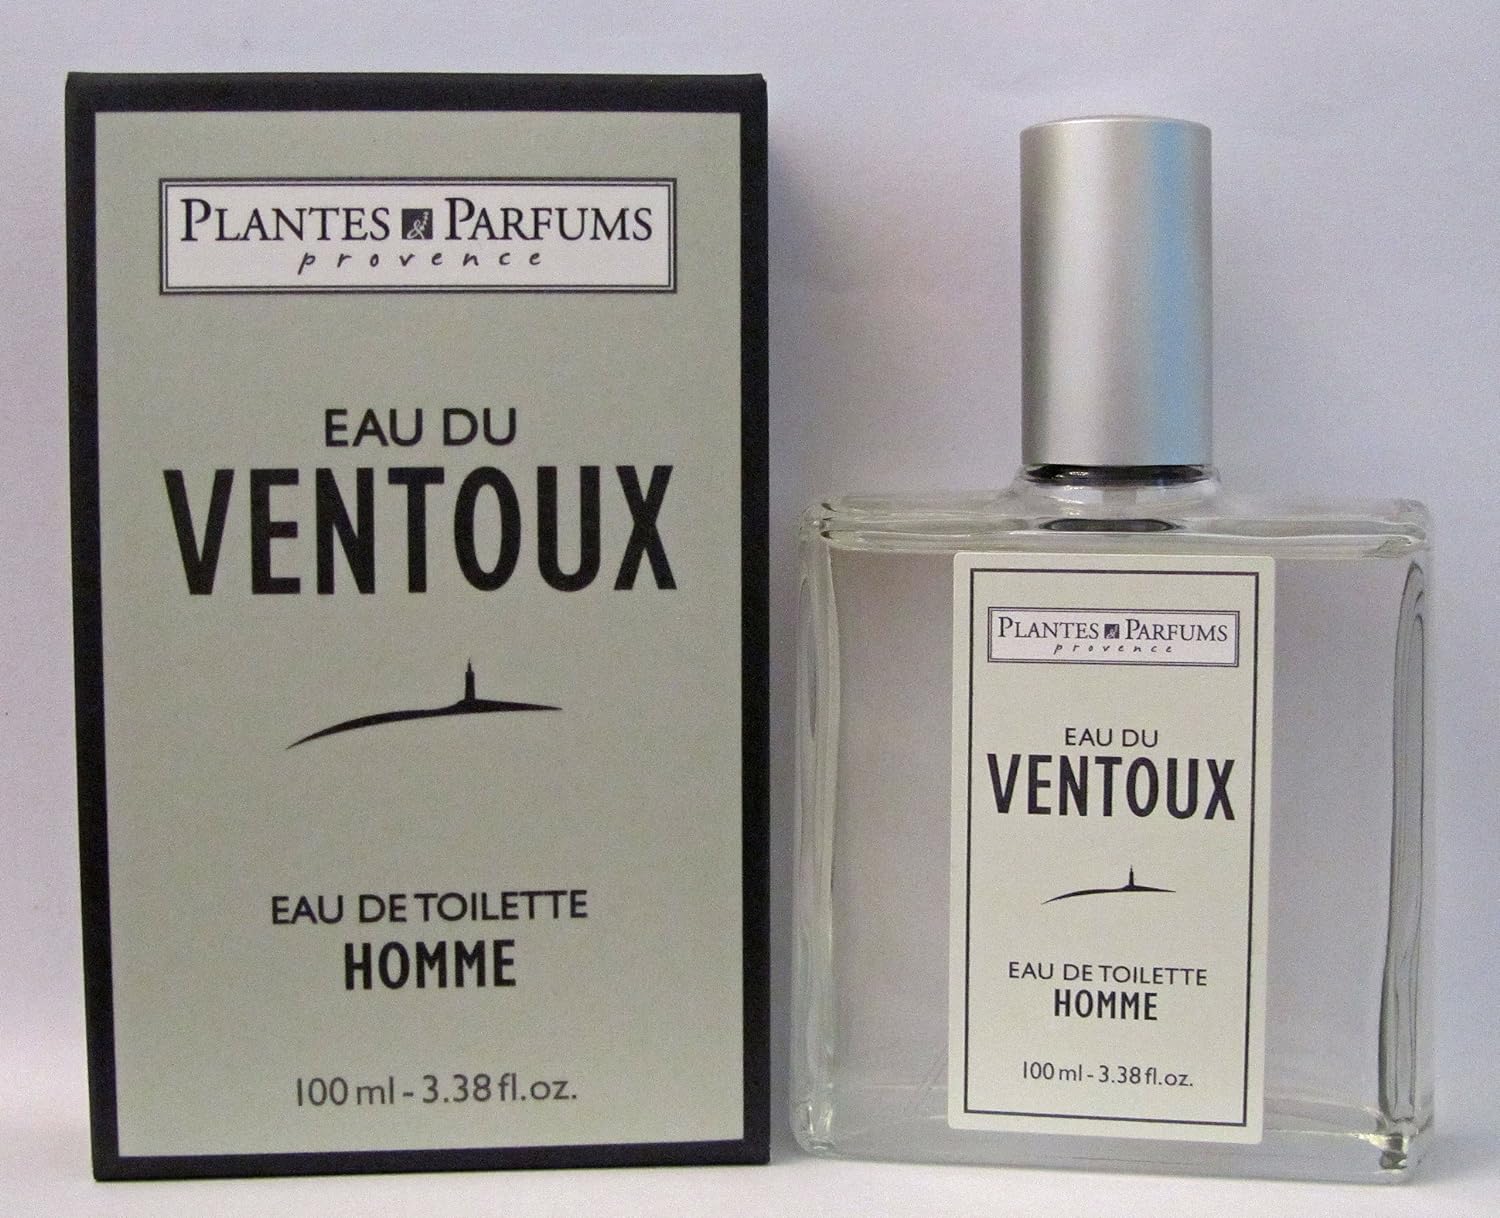 PLANTES & PARFUMS
provence
EAU DU
VENTOUX
EAU DE TOILETTE
HOMME
100 ml - 3.38 fl.oz.
PLANTES & PARFUMS
provence
EAU DU
VENTOUX
EAU DE TOILETTE
HOMME
100 ml - 3.38 fl.oz.